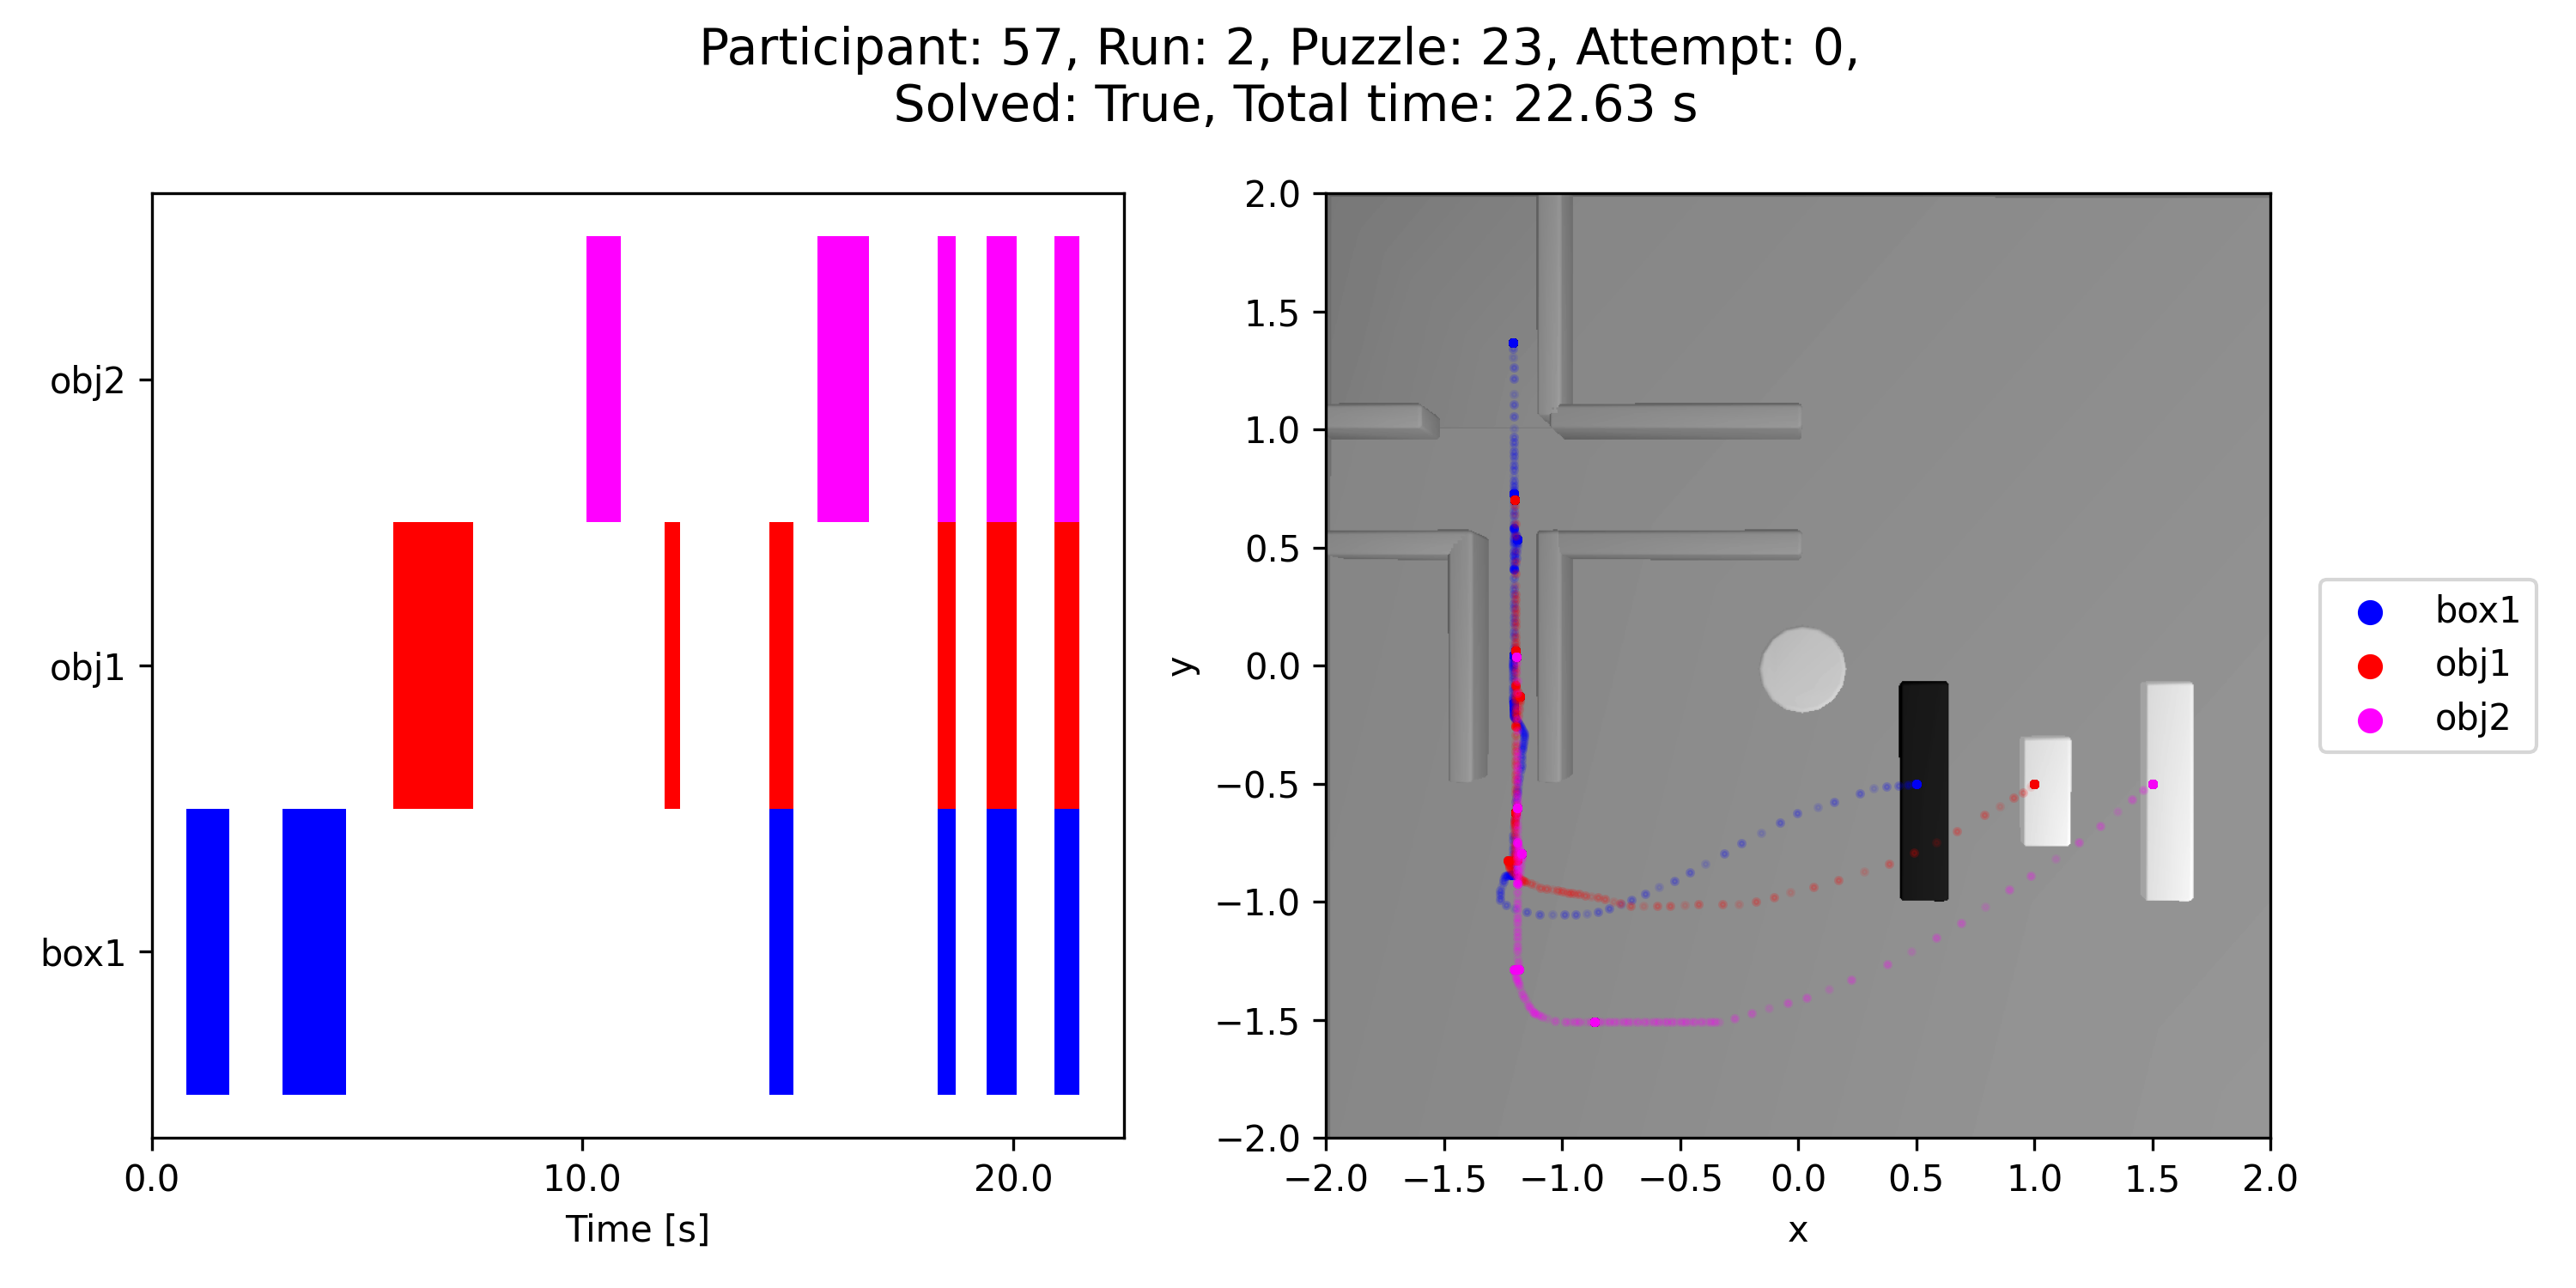 Participant: 57, Run: 2, Puzzle: 23, Attempt: 0,
Solved: True, Total time: 22.63 s
obj2
obj1
box1
0.0 10.0 20.0
Time [s]
2.0
1.5
1.0
0.5
0.0
−0.5
−1.0
−1.5
−2.0
y
−2.0 −1.5 −1.0 −0.5 0.0 0.5 1.0 1.5 2.0
x
box1
obj1
obj2